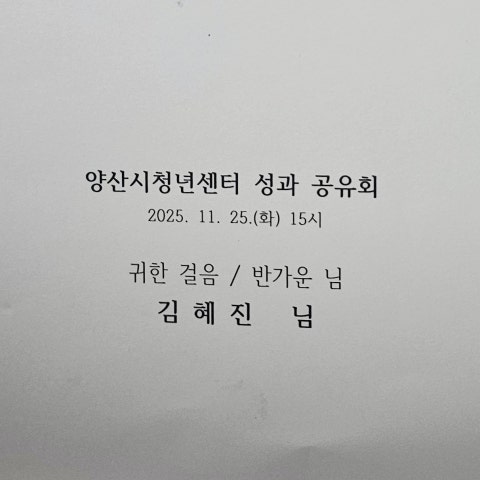 양산시청년센터 성과 공유회
2025. 11. 25.(화) 15시
귀한 걸음 / 반가운 님
김 혜 진 님